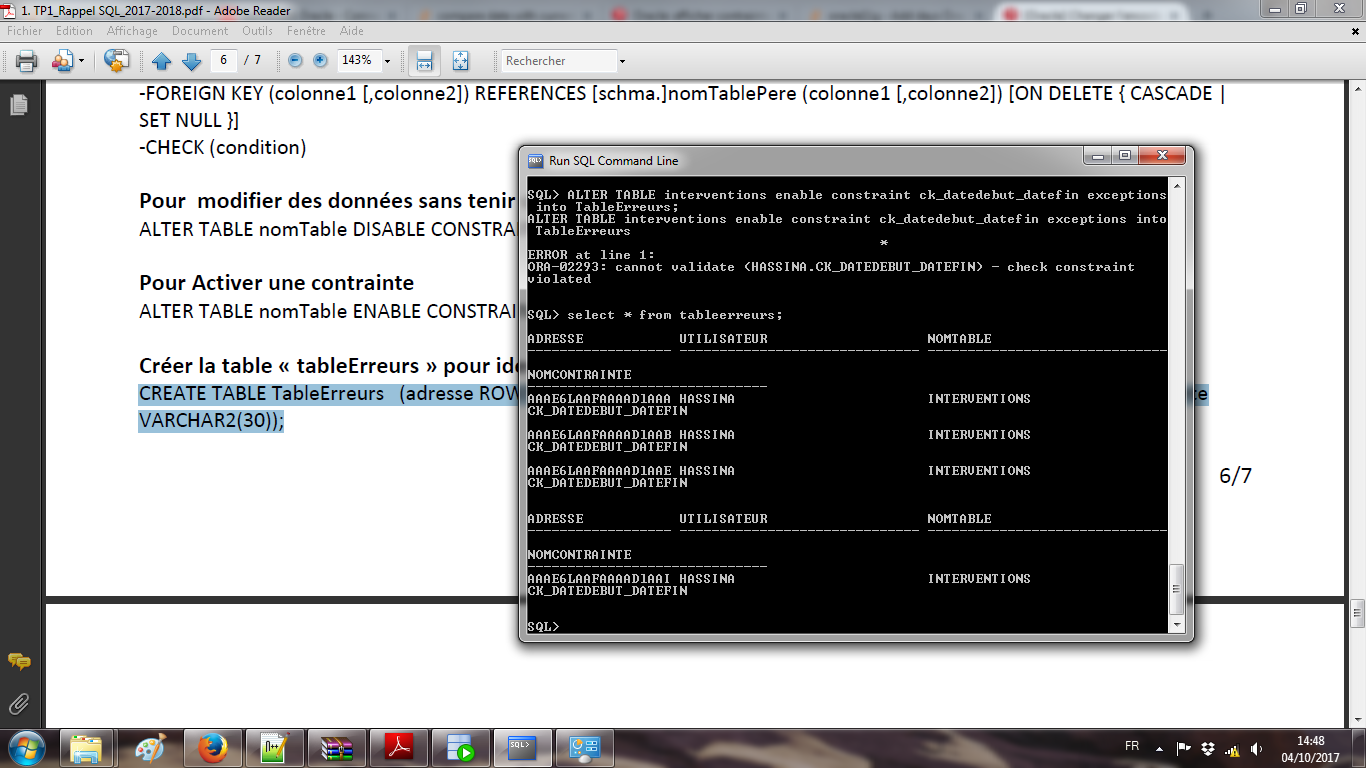 1. TP1_Rappel SQL_2017-2018.pdf - Adobe Reader
Fichier Edition Affichage Document Outils Fenêtre Aide
6 / 7 143% Rechercher
-FOREIGN KEY (colonne1 [,colonne2]) REFERENCES [schma.]nomTablePere (colonne1 [,colonne2]) [ON DELETE { CASCADE |
SET NULL }]
-CHECK (condition)
Pour modifier des données sans tenir
ALTER TABLE nomTable DISABLE CONSTRAI
Pour Activer une contrainte
ALTER TABLE nomTable ENABLE CONSTRAI
Créer la table « tableErreurs » pour ide
CREATE TABLE TableErreurs (adresse ROW
te
VARCHAR2(30));
6/7
Run SQL Command Line
SQL> ALTER TABLE interventions enable constraint ck_datedebut_datefin exceptions
into TableErreurs;
ALTER TABLE interventions enable constraint ck_datedebut_datefin exceptions into
TableErreurs
*
ERROR at line 1:
ORA-02293: cannot validate (HASSINA.CK_DATEDEBUT_DATEFIN) - check constraint
violated
SQL> select * from tableerreurs;
ADRESSE UTILISATEUR NOMTABLE
------------------ ------------------------------ ------------------------------
NOMCONTRAINTE
------------------------------
AAAE6LAAFAAAAD1AAA HASSINA INTERVENTIONS
CK_DATEDEBUT_DATEFIN
AAAE6LAAFAAAAD1AAB HASSINA INTERVENTIONS
CK_DATEDEBUT_DATEFIN
AAAE6LAAFAAAAD1AAE HASSINA INTERVENTIONS
CK_DATEDEBUT_DATEFIN
ADRESSE UTILISATEUR NOMTABLE
------------------ ------------------------------ ------------------------------
NOMCONTRAINTE
------------------------------
AAAE6LAAFAAAAD1AAI HASSINA INTERVENTIONS
CK_DATEDEBUT_DATEFIN
SQL>
FR
14:48
04/10/2017